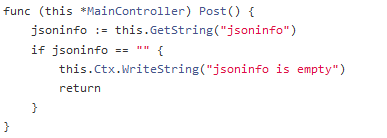 func (this *MainController) Post() {
    jsoninfo := this.GetString("jsoninfo")
    if jsoninfo == "" {
        this.Ctx.WriteString("jsoninfo is empty")
        return
    }
}